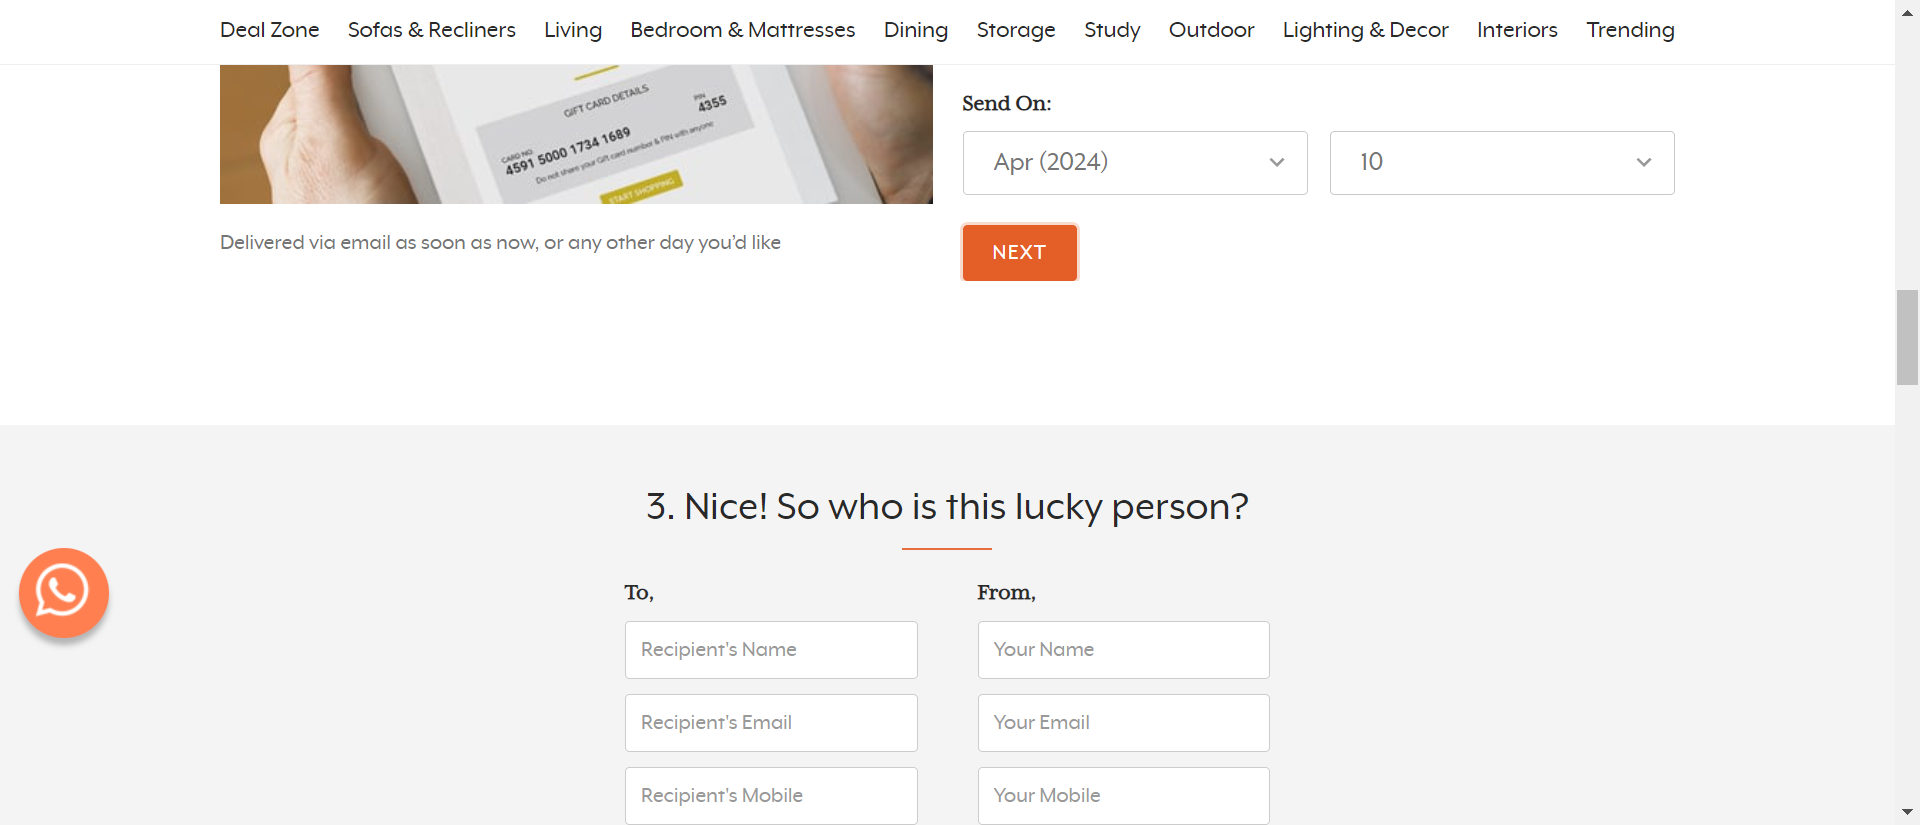 Deal Zone Sofas & Recliners Living Bedroom & Mattresses Dining Storage Study Outdoor Lighting & Decor Interiors Trending
GIFT CARD DETAILS
CARD NO.
4591 5000 1734 1689
PIN
4355
Do not share your Gift card number & PIN with anyone
START SHOPPING
Delivered via email as soon as now, or any other day you’d like
Send On:
Apr (2024)
10
NEXT
3. Nice! So who is this lucky person?
To,
From,
Recipient's Name
Your Name
Recipient's Email
Your Email
Recipient's Mobile
Your Mobile